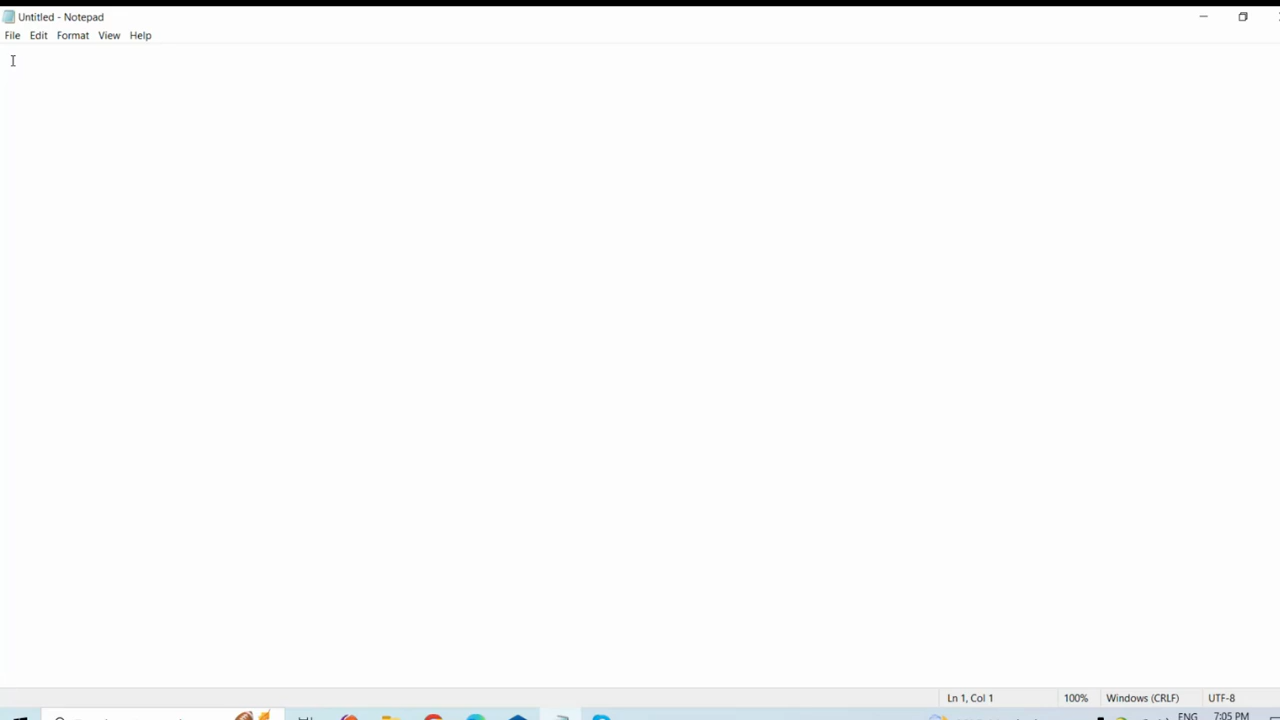 Untitled - Notepad
File Edit Format View Help
Ln 1, Col 1 100% Windows (CRLF) UTF-8
ENG 7:05 PM